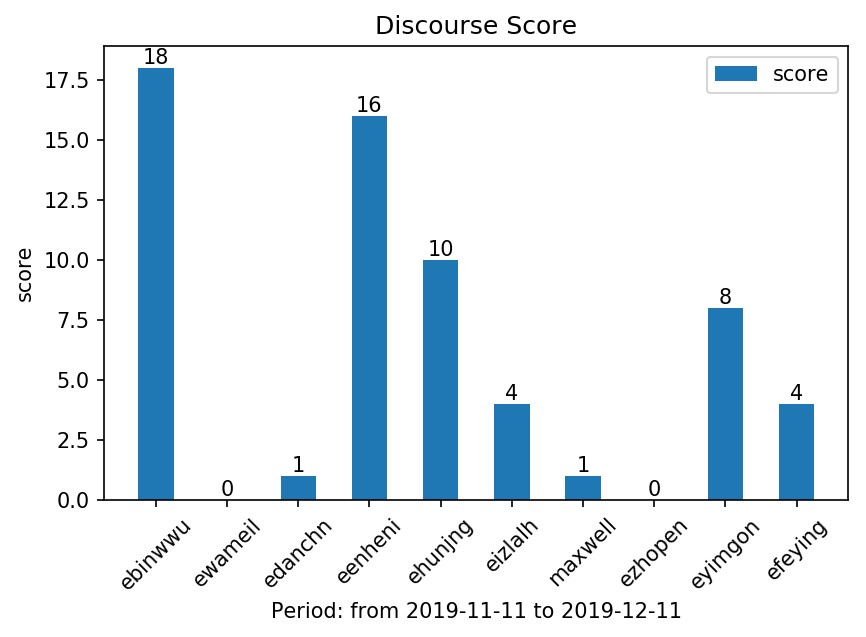 Discourse Score
score
18
17.5
16
15.0
12.5
10
10.0
8
7.5
5.0
4
4
2.5
1
1
0
0
0.0
score
ebinwwu
ewameil
edanchn
eenheni
ehunjng
eizlalh
maxwell
ezhopen
eyimgon
efeying
Period: from 2019-11-11 to 2019-12-11